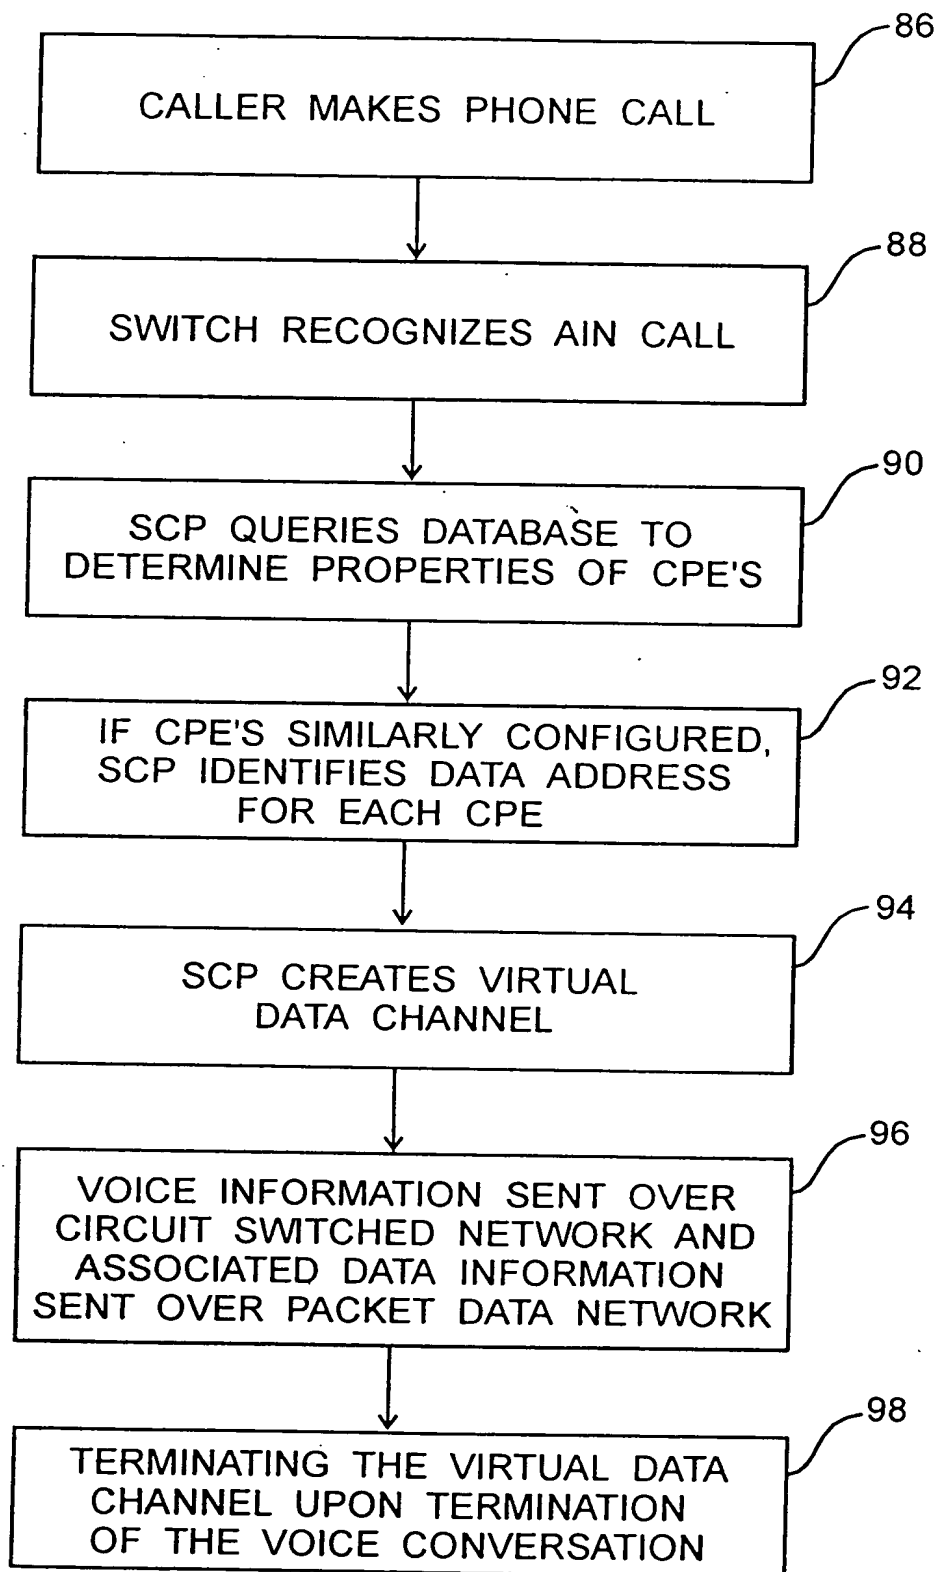 86
CALLER MAKES PHONE CALL
88
SWITCH RECOGNIZES AIN CALL
90
SCP QUERIES DATABASE TO
DETERMINE PROPERTIES OF CPE'S
92
IF CPE'S SIMILARLY CONFIGURED,
SCP IDENTIFIES DATA ADDRESS
FOR EACH CPE
94
SCP CREATES VIRTUAL
DATA CHANNEL
96
VOICE INFORMATION SENT OVER
CIRCUIT SWITCHED NETWORK AND
ASSOCIATED DATA INFORMATION
SENT OVER PACKET DATA NETWORK
98
TERMINATING THE VIRTUAL DATA
CHANNEL UPON TERMINATION
OF THE VOICE CONVERSATION